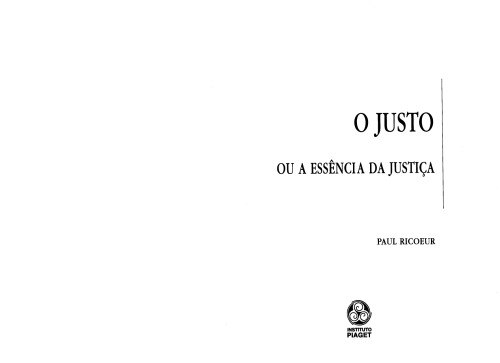 O JUSTO
OU A ESSÊNCIA DA JUSTIÇA
PAUL RICOEUR
INSTITUTO
PIAGET